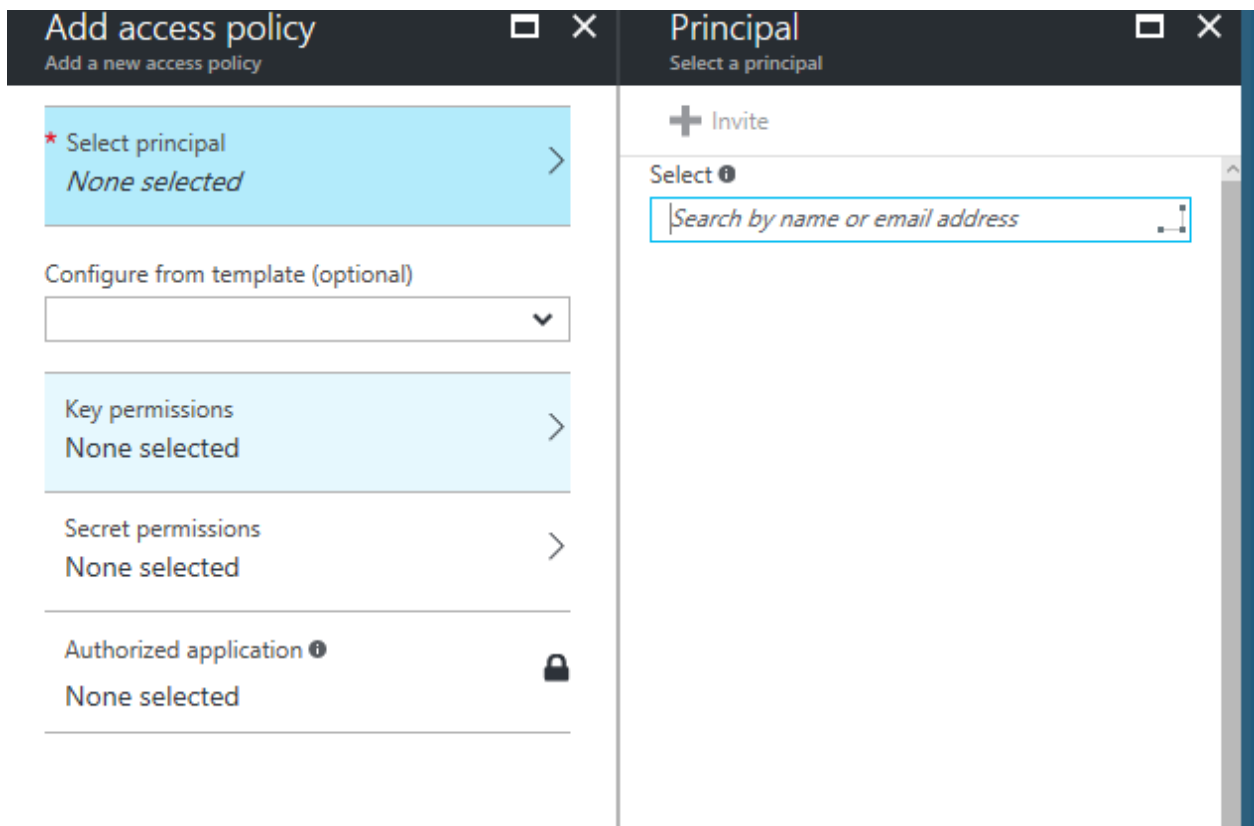 Add access policy
Add a new access policy
* Select principal
None selected
Configure from template (optional)
Key permissions
None selected
Secret permissions
None selected
Authorized application
None selected
Principal
Select a principal
Invite
Select
Search by name or email address